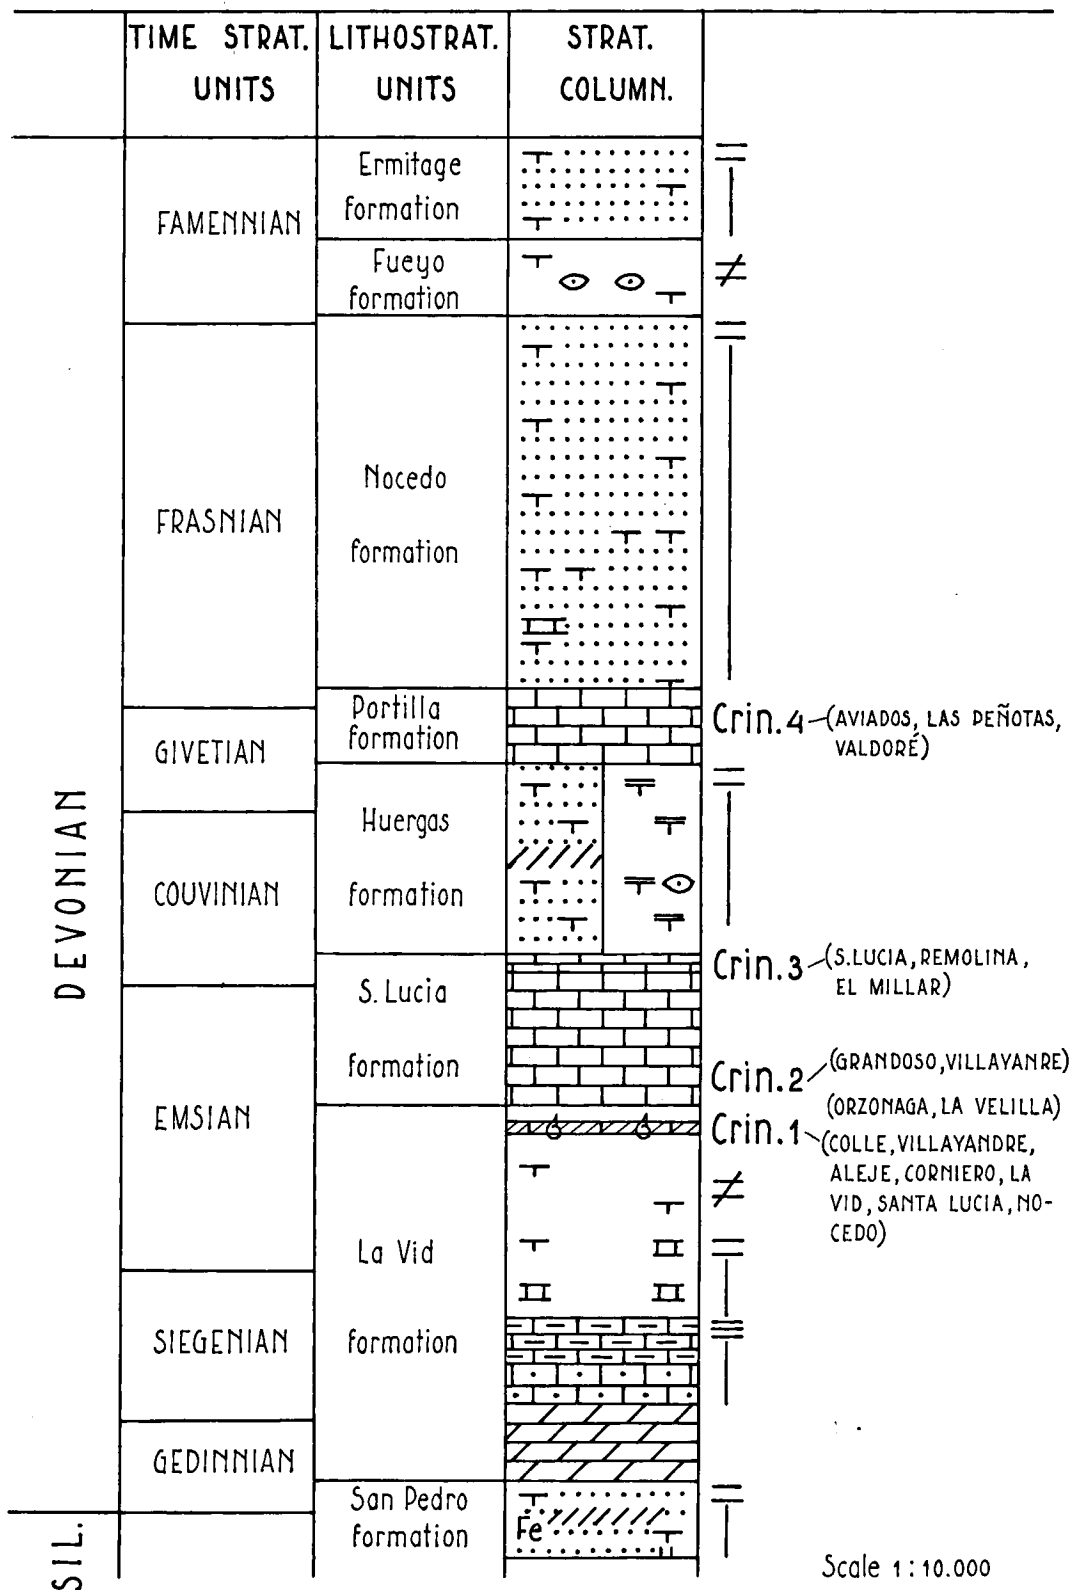 TIME STRAT. UNITS
LITHOSTRAT. UNITS
STRAT. COLUMN.
DEVONIAN
SIL.
FAMENNIAN
FRASNIAN
GIVETIAN
COUVINIAN
EMSIAN
SIEGENIAN
GEDINNIAN
Ermitage
formation
Fueyo
formation
Nocedo
formation
Portilla
formation
Huergas
formation
S. Lucia
formation
La Vid
formation
San Pedro
formation
Fe
Crin.4 (AVIADOS, LAS PEÑOTAS,
VALDORÉ)
Crin.3 (S.LUCIA, REMOLINA,
EL MILLAR)
Crin.2 (GRANDOSO, VILLAYANRE)
(ORZONAGA, LA VELILLA)
Crin.1 (COLLE, VILLAYANDRE,
ALEJE, CORNIERO, LA
VID, SANTA LUCIA, NO-
CEDO)
Scale 1:10.000